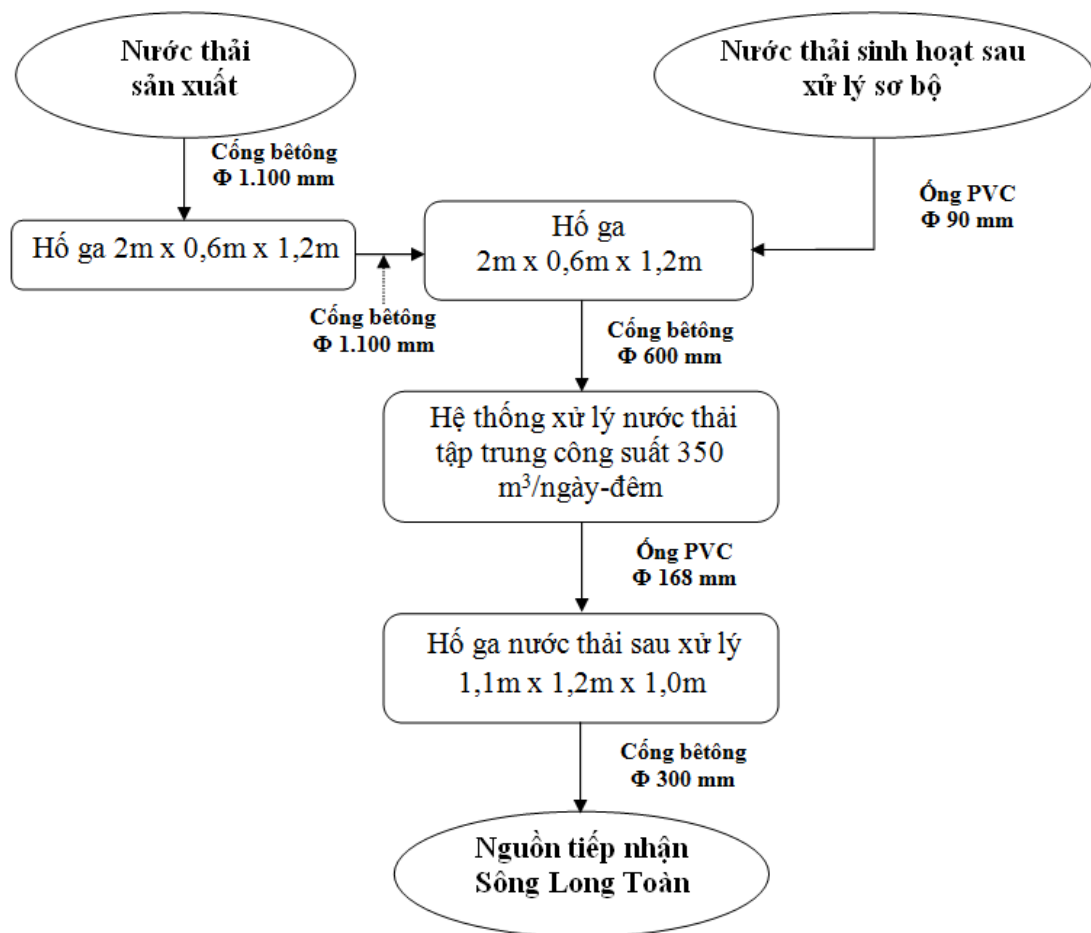 Nước thải
sản xuất
Nước thải sinh hoạt sau
xử lý sơ bộ
Cống bêtông
Φ 1.100 mm
Ống PVC
Φ 90 mm
Hố ga 2m x 0,6m x 1,2m
Hố ga
2m x 0,6m x 1,2m
Cống bêtông
Φ 1.100 mm
Cống bêtông
Φ 600 mm
Hệ thống xử lý nước thải
tập trung công suất 350
m³/ngày-đêm
Ống PVC
Φ 168 mm
Hố ga nước thải sau xử lý
1,1m x 1,2m x 1,0m
Cống bêtông
Φ 300 mm
Nguồn tiếp nhận
Sông Long Toàn